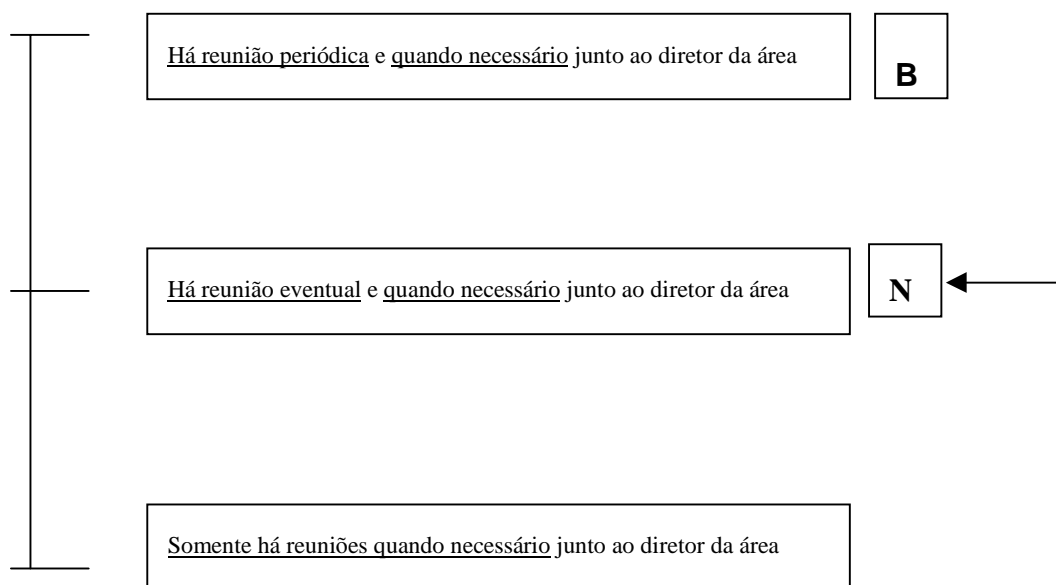 Há reunião periódica e quando necessário junto ao diretor da área
B
Há reunião eventual e quando necessário junto ao diretor da área
N
Somente há reuniões quando necessário junto ao diretor da área